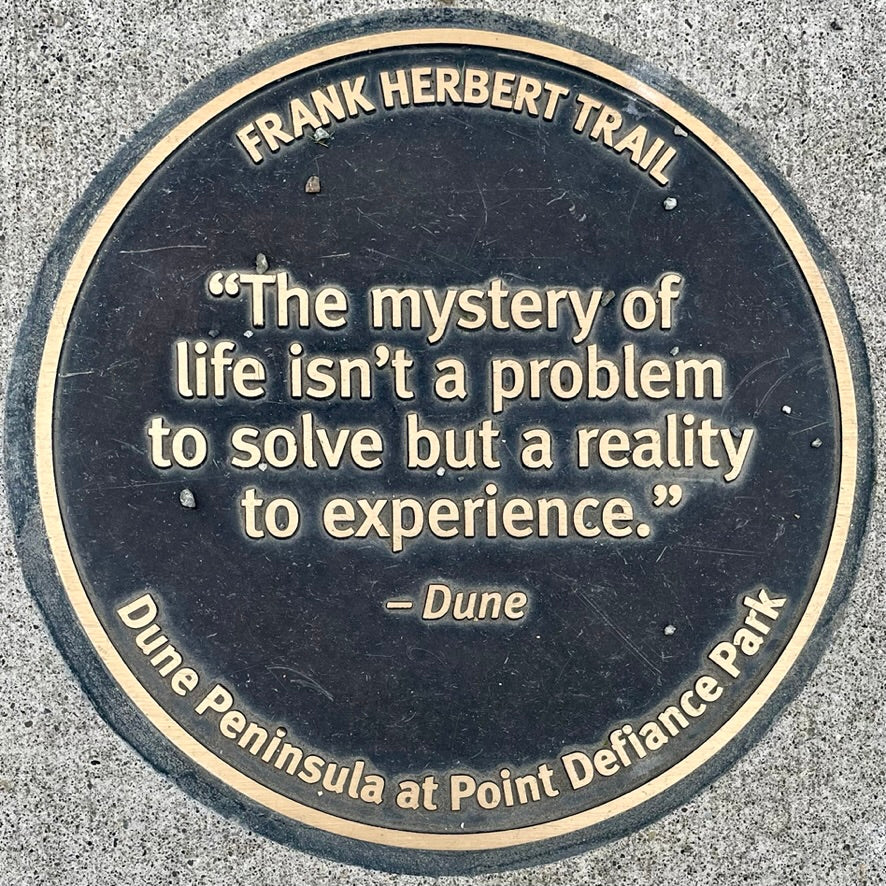 FRANK HERBERT TRAIL
“The mystery of
life isn’t a problem
to solve but a reality
to experience.”
– Dune
Dune Peninsula at Point Defiance Park